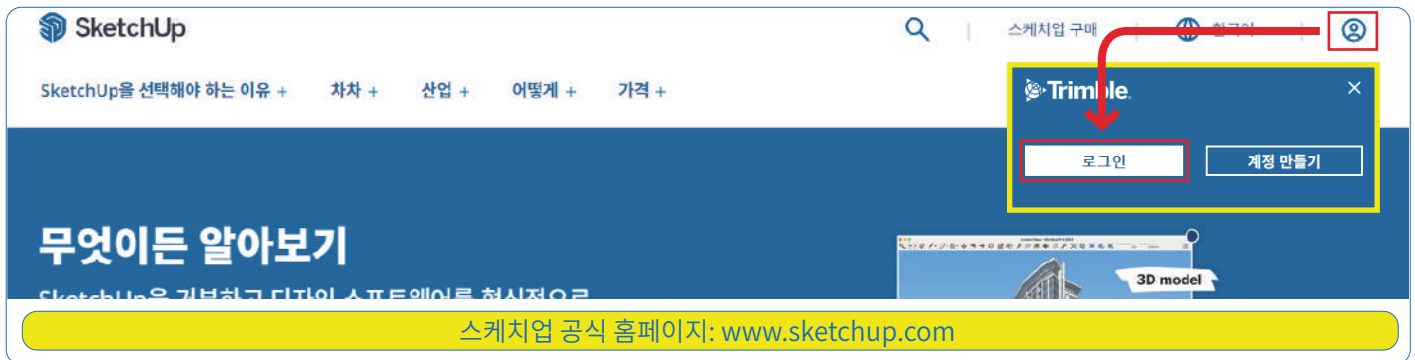 SketchUp
스케치업 구매
한국어
SketchUp을 선택해야 하는 이유 +
차차 +
산업 +
어떻게 +
가격 +
Trimble.
로그인
계정 만들기
무엇이든 알아보기
3D model
스케치업 공식 홈페이지: www.sketchup.com